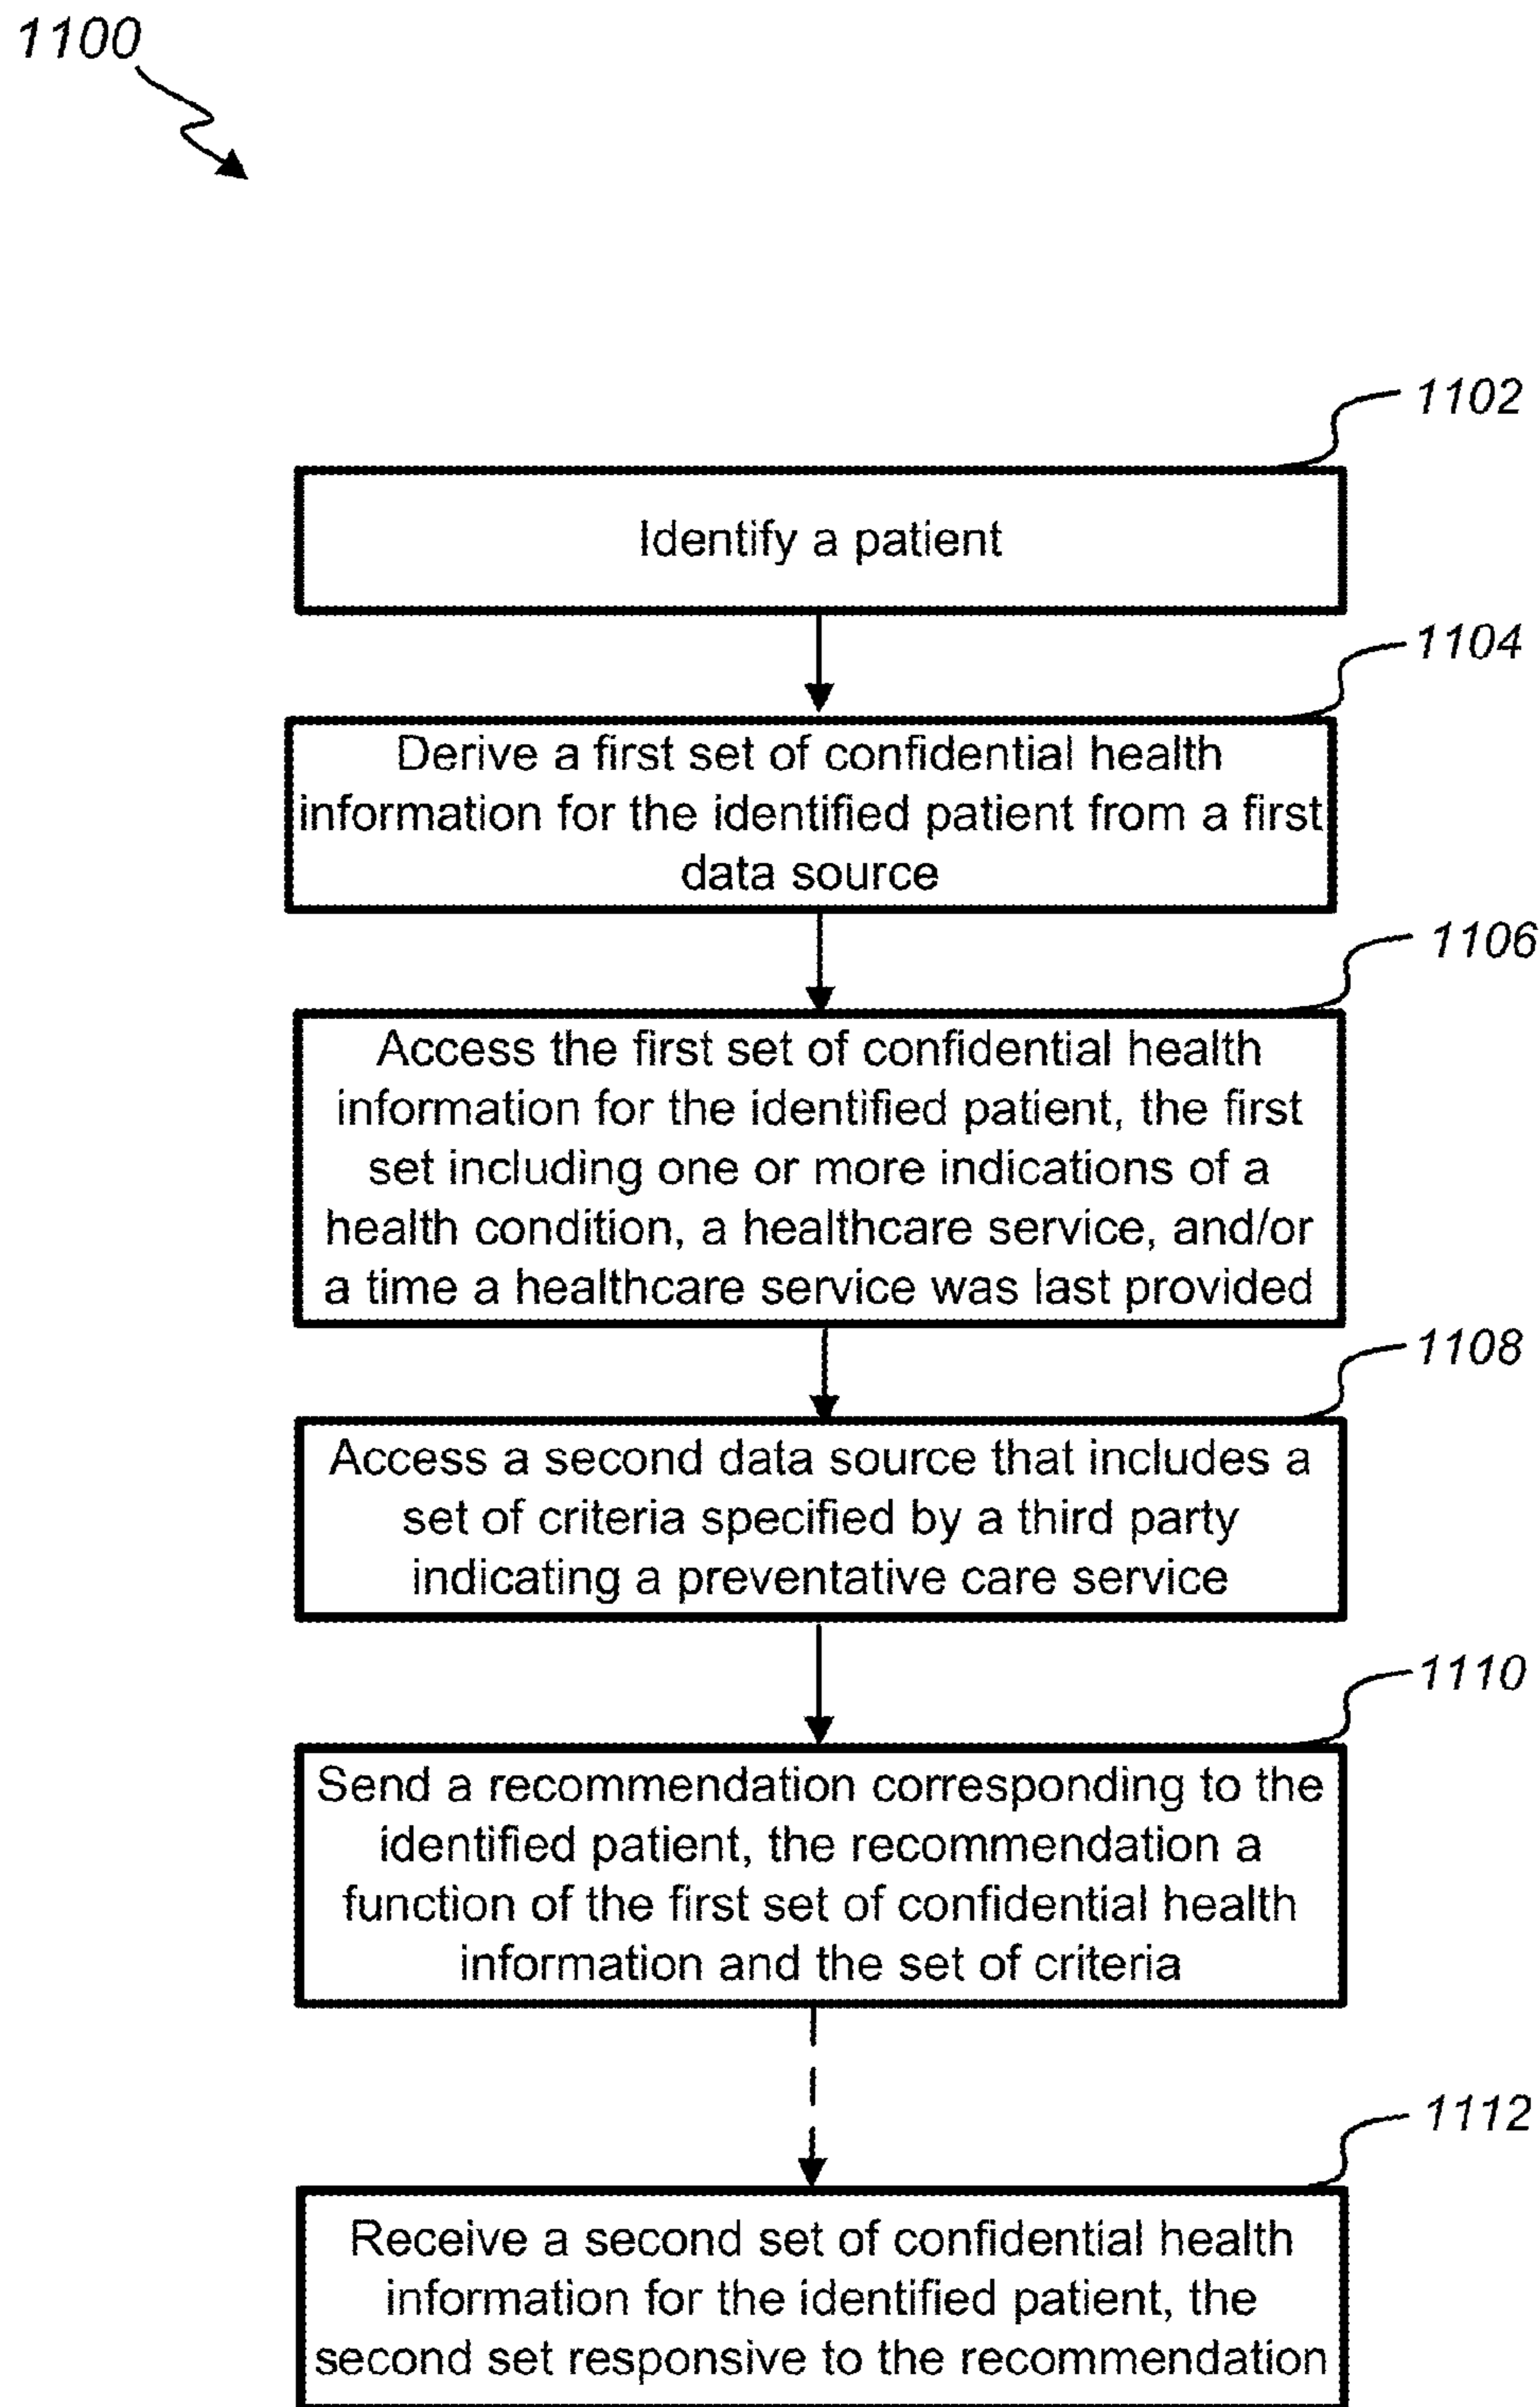 1100
1102
Identify a patient
1104
Derive a first set of confidential health
information for the identified patient from a first
data source
1106
Access the first set of confidential health
information for the identified patient, the first
set including one or more indications of a
health condition, a healthcare service, and/or
a time a healthcare service was last provided
1108
Access a second data source that includes a
set of criteria specified by a third party
indicating a preventative care service
1110
Send a recommendation corresponding to the
identified patient, the recommendation a
function of the first set of confidential health
information and the set of criteria
1112
Receive a second set of confidential health
information for the identified patient, the
second set responsive to the recommendation